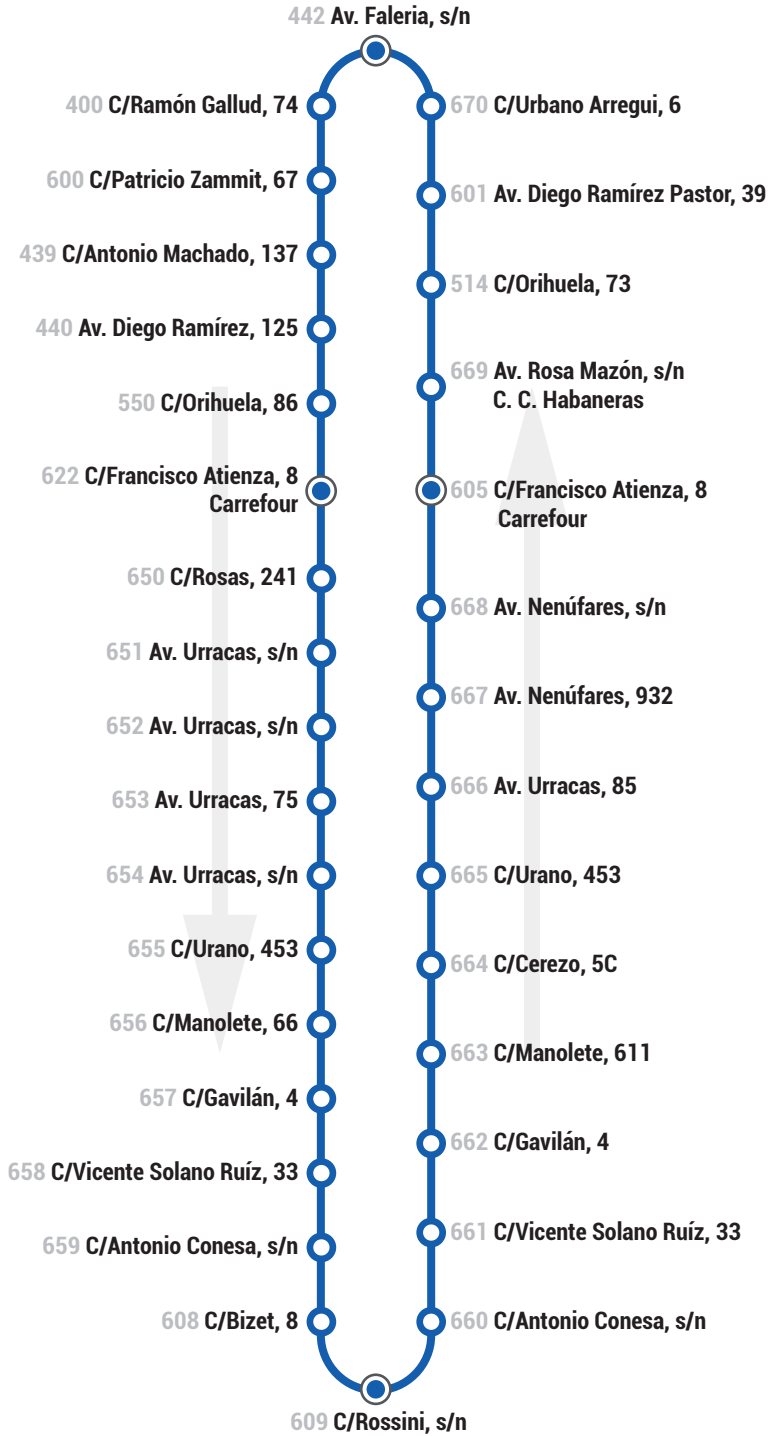 442 Av. Faleria, s/n
400 C/Ramón Gallud, 74
600 C/Patricio Zammit, 67
439 C/Antonio Machado, 137
440 Av. Diego Ramírez, 125
550 C/Orihuela, 86
622 C/Francisco Atienza, 8
Carrefour
650 C/Rosas, 241
651 Av. Urracas, s/n
652 Av. Urracas, s/n
653 Av. Urracas, 75
654 Av. Urracas, s/n
655 C/Urano, 453
656 C/Manolete, 66
657 C/Gavilán, 4
658 C/Vicente Solano Ruíz, 33
659 C/Antonio Conesa, s/n
608 C/Bizet, 8
670 C/Urbano Arregui, 6
601 Av. Diego Ramírez Pastor, 39
514 C/Orihuela, 73
669 Av. Rosa Mazón, s/n
C. C. Habaneras
605 C/Francisco Atienza, 8
Carrefour
668 Av. Nenúfares, s/n
667 Av. Nenúfares, 932
666 Av. Urracas, 85
665 C/Urano, 453
664 C/Cerezo, 5C
663 C/Manolete, 611
662 C/Gavilán, 4
661 C/Vicente Solano Ruíz, 33
660 C/Antonio Conesa, s/n
609 C/Rossini, s/n